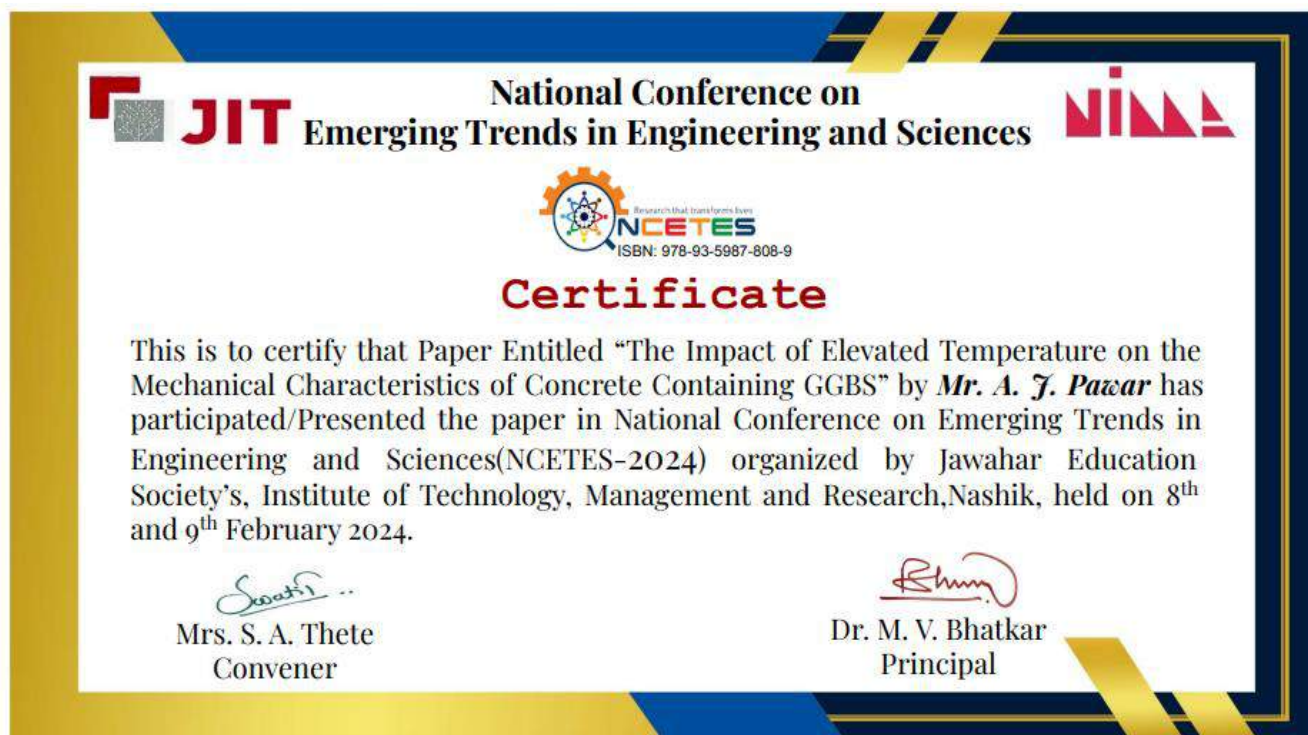 JIT
National Conference on
Emerging Trends in Engineering and Sciences
NIMA
Research that transforms lives
NCETES
ISBN: 978-93-5987-808-9
Certificate
This is to certify that Paper Entitled “The Impact of Elevated Temperature on the
Mechanical Characteristics of Concrete Containing GGBS” by Mr. A. J. Pawar has
participated/Presented the paper in National Conference on Emerging Trends in
Engineering and Sciences(NCETES-2024) organized by Jawahar Education
Society's, Institute of Technology, Management and Research,Nashik, held on 8th
and 9th February 2024.
Swati
Mrs. S. A. Thete
Convener
Dr. M. V. Bhatkar
Principal